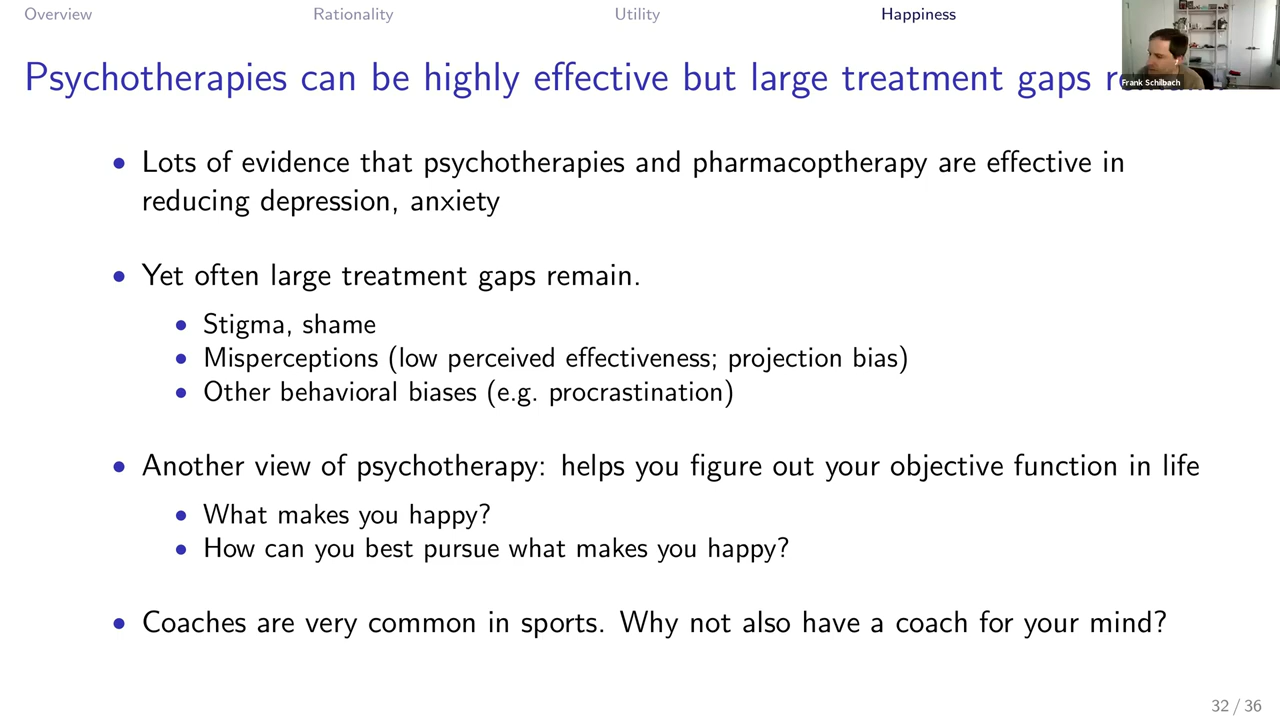 Overview Rationality Utility Happiness
Psychotherapies can be highly effective but large treatment gaps
Frank Schilbach
• Lots of evidence that psychotherapies and pharmacoptherapy are effective in
reducing depression, anxiety
• Yet often large treatment gaps remain.
• Stigma, shame
• Misperceptions (low perceived effectiveness; projection bias)
• Other behavioral biases (e.g. procrastination)
• Another view of psychotherapy: helps you figure out your objective function in life
• What makes you happy?
• How can you best pursue what makes you happy?
• Coaches are very common in sports. Why not also have a coach for your mind?
32 / 36